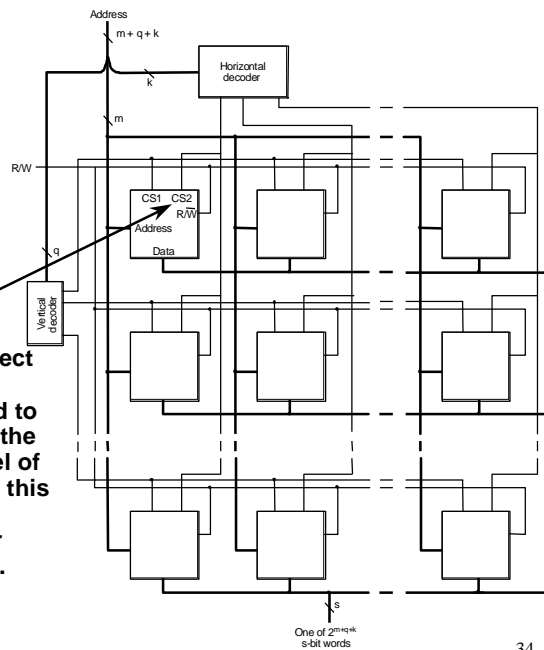 Address
m + q + k
Horizontal
decoder
k
m
R/W
CS1 CS2
R/W̅
Address
Data
q
Vertical
decoder
ect
d to
the
el of
this
.
.
s
One of 2^{m+q+k}
s-bit words
34